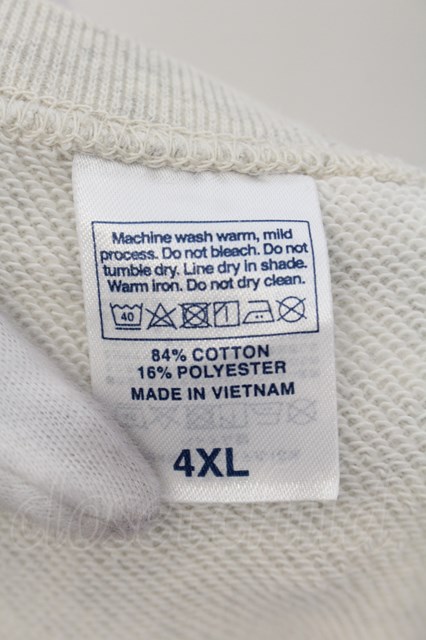 Machine wash warm, mild
process. Do not bleach. Do not
tumble dry. Line dry in shade.
Warm iron. Do not dry clean.
40
84% COTTON
16% POLYESTER
MADE IN VIETNAM
4XL